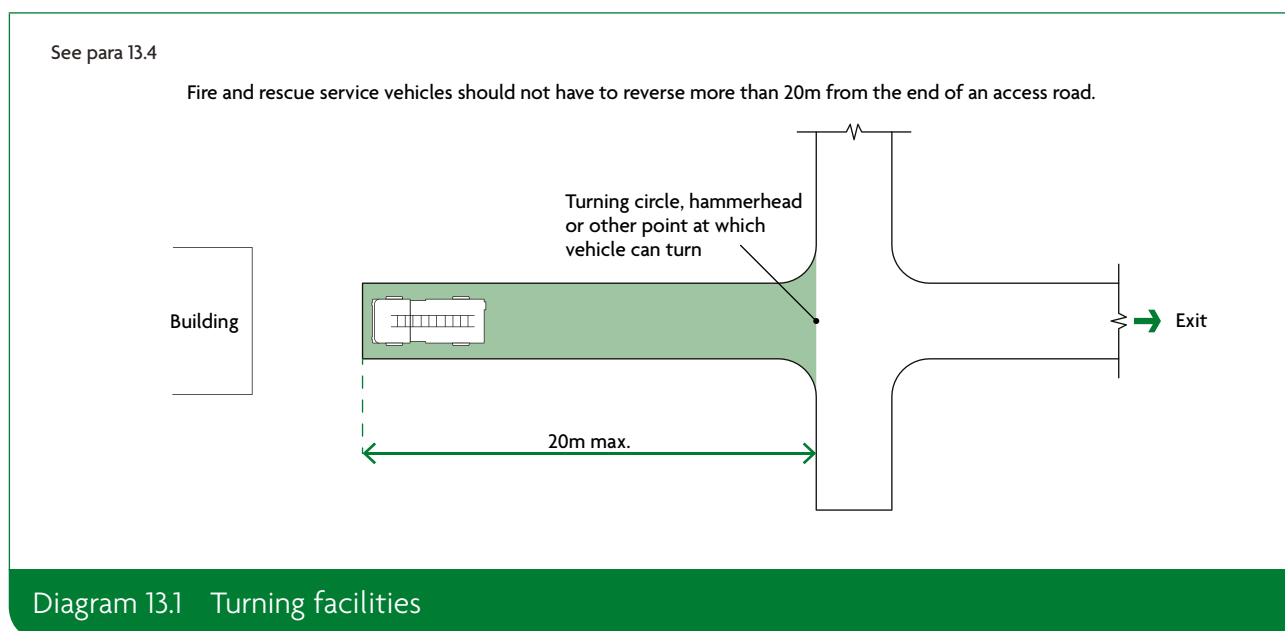 See para 13.4
Fire and rescue service vehicles should not have to reverse more than 20m from the end of an access road.
Turning circle, hammerhead
or other point at which
vehicle can turn
Building
Exit
20m max.
Diagram 13.1 Turning facilities